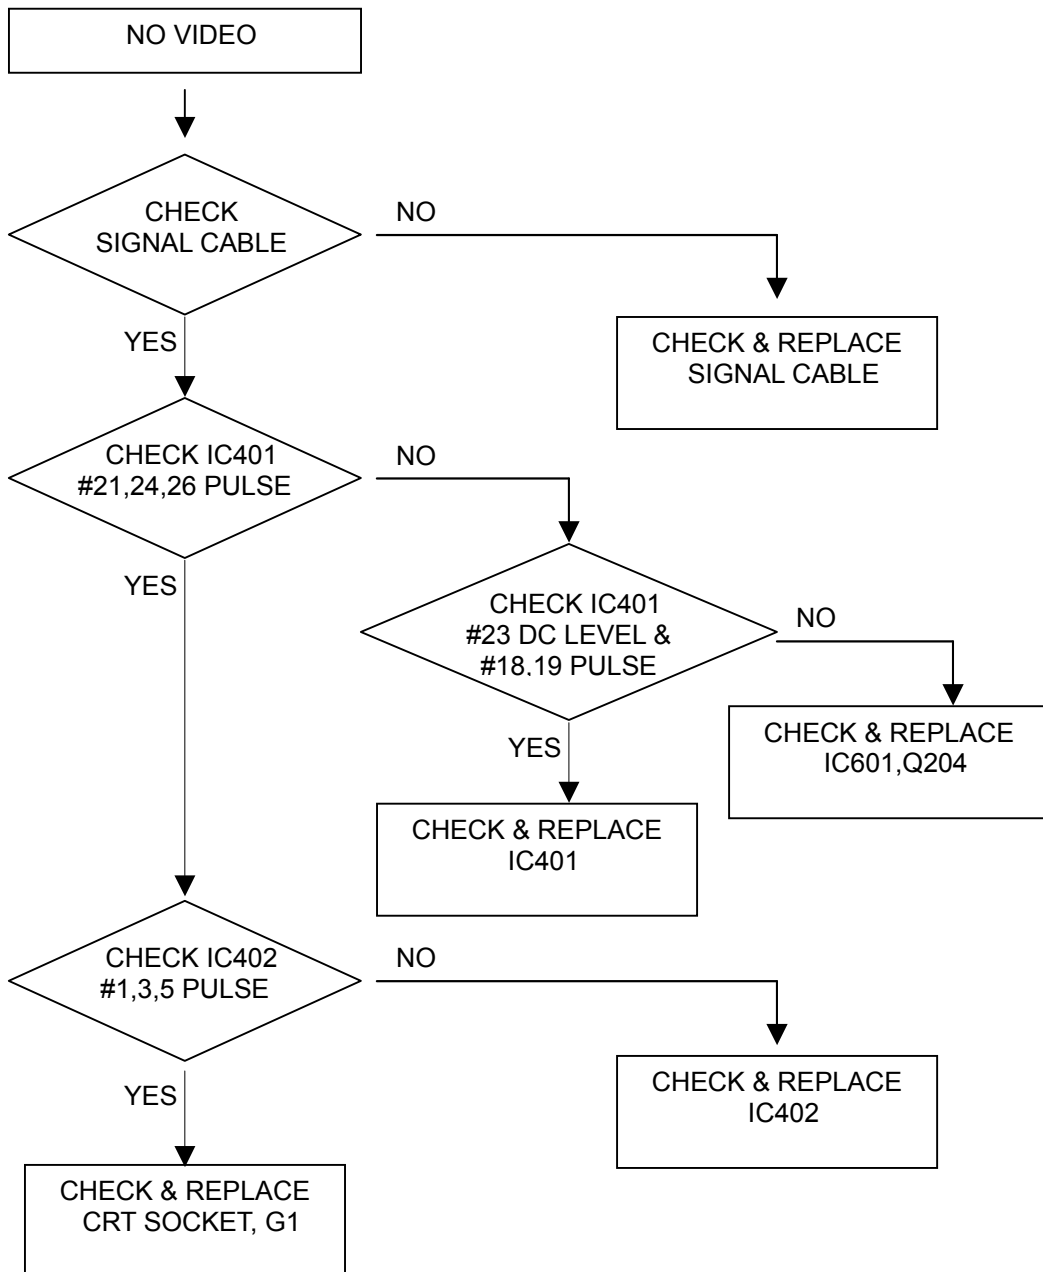 NO VIDEO
CHECK
SIGNAL CABLE
NO
YES
CHECK & REPLACE
SIGNAL CABLE
CHECK IC401
#21,24,26 PULSE
NO
YES
CHECK IC401
#23 DC LEVEL &
#18,19 PULSE
NO
YES
CHECK & REPLACE
IC601,Q204
CHECK & REPLACE
IC401
CHECK IC402
#1,3,5 PULSE
NO
YES
CHECK & REPLACE
IC402
CHECK & REPLACE
CRT SOCKET, G1